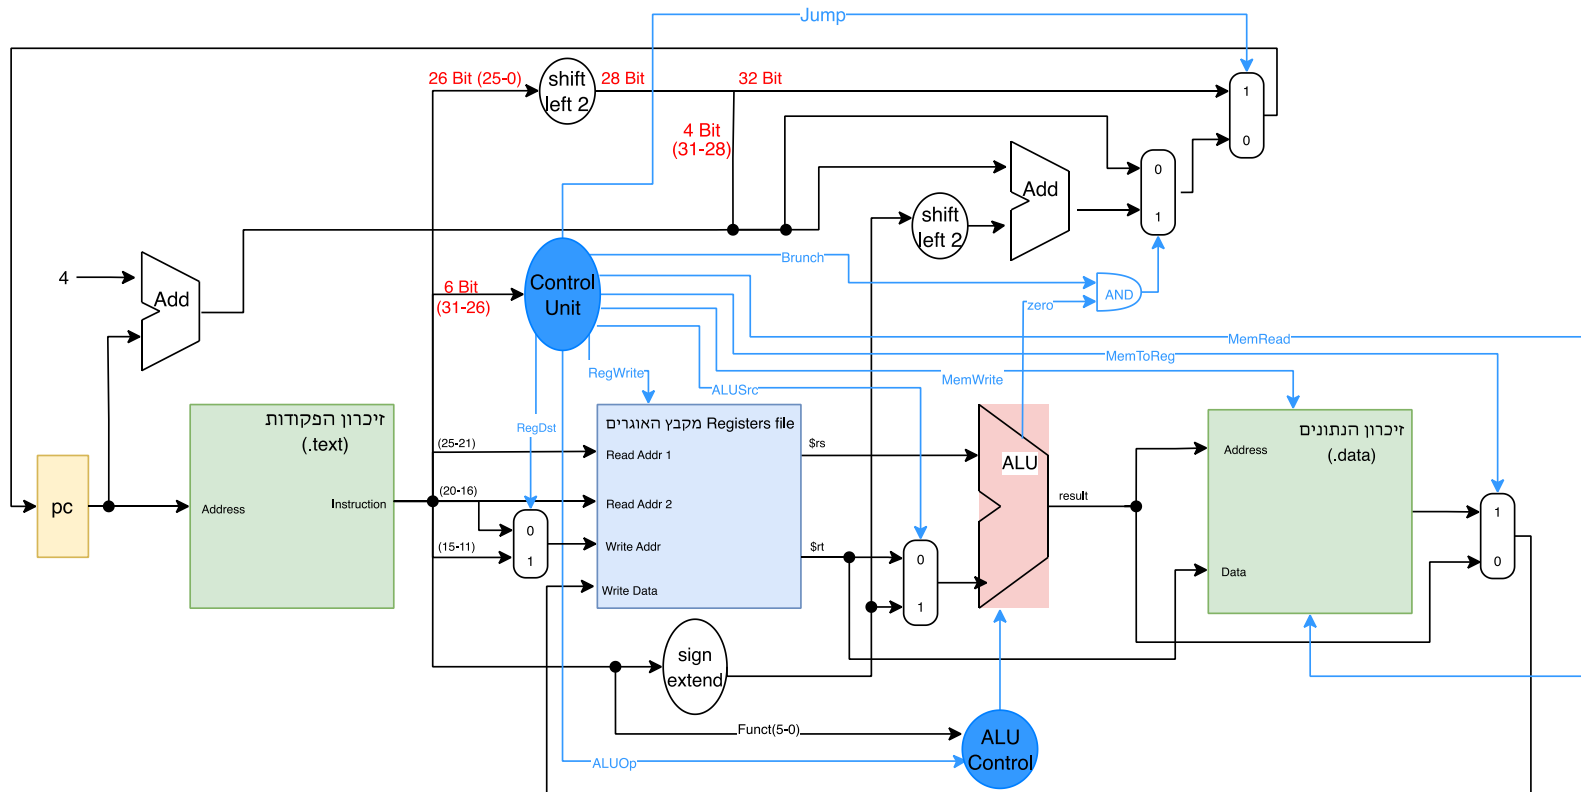 Jump
26 Bit (25-0)
shift
left 2
28 Bit
32 Bit
1
0
4 Bit
(31-28)
Add
0
1
shift
left 2
Brunch
AND
zero
4
Add
6 Bit
(31-26)
Control
Unit
MemRead
MemToReg
MemWrite
RegWrite
ALUSrc
RegDst
זיכרון הפקודות
(.text)
Address
Instruction
pc
(25-21)
(20-16)
(15-11)
0
1
מקבץ האוגרים Registers file
Read Addr 1
Read Addr 2
Write Addr
Write Data
$rs
$rt
0
1
ALU
result
זיכרון הנתונים
(.data)
Address
Data
1
0
sign
extend
Funct(5-0)
ALUOp
ALU
Control